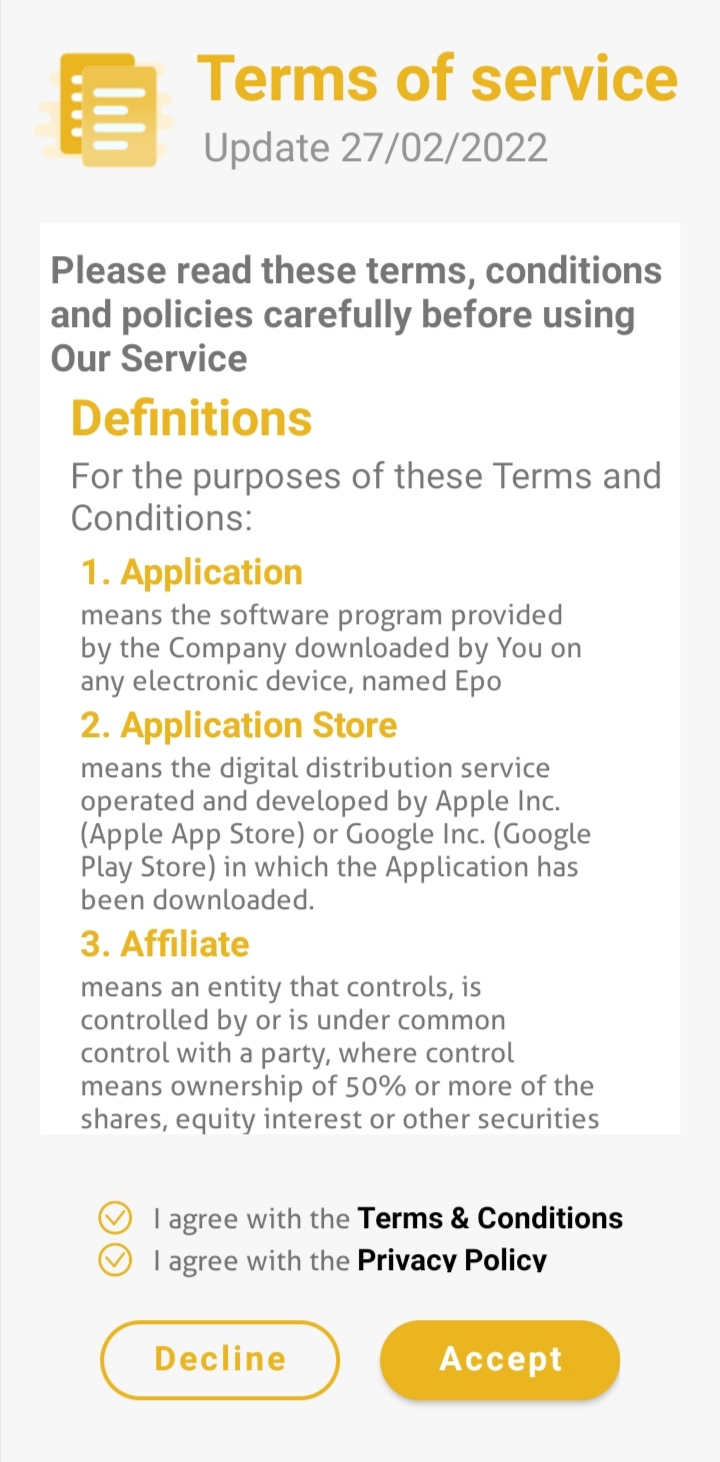 Terms of service
Update 27/02/2022
Please read these terms, conditions
and policies carefully before using
Our Service
Definitions
For the purposes of these Terms and
Conditions:
1. Application
means the software program provided
by the Company downloaded by You on
any electronic device, named Epo
2. Application Store
means the digital distribution service
operated and developed by Apple Inc.
(Apple App Store) or Google Inc. (Google
Play Store) in which the Application has
been downloaded.
3. Affiliate
means an entity that controls, is
controlled by or is under common
control with a party, where control
means ownership of 50% or more of the
shares, equity interest or other securities
I agree with the Terms & Conditions
I agree with the Privacy Policy
Decline
Accept